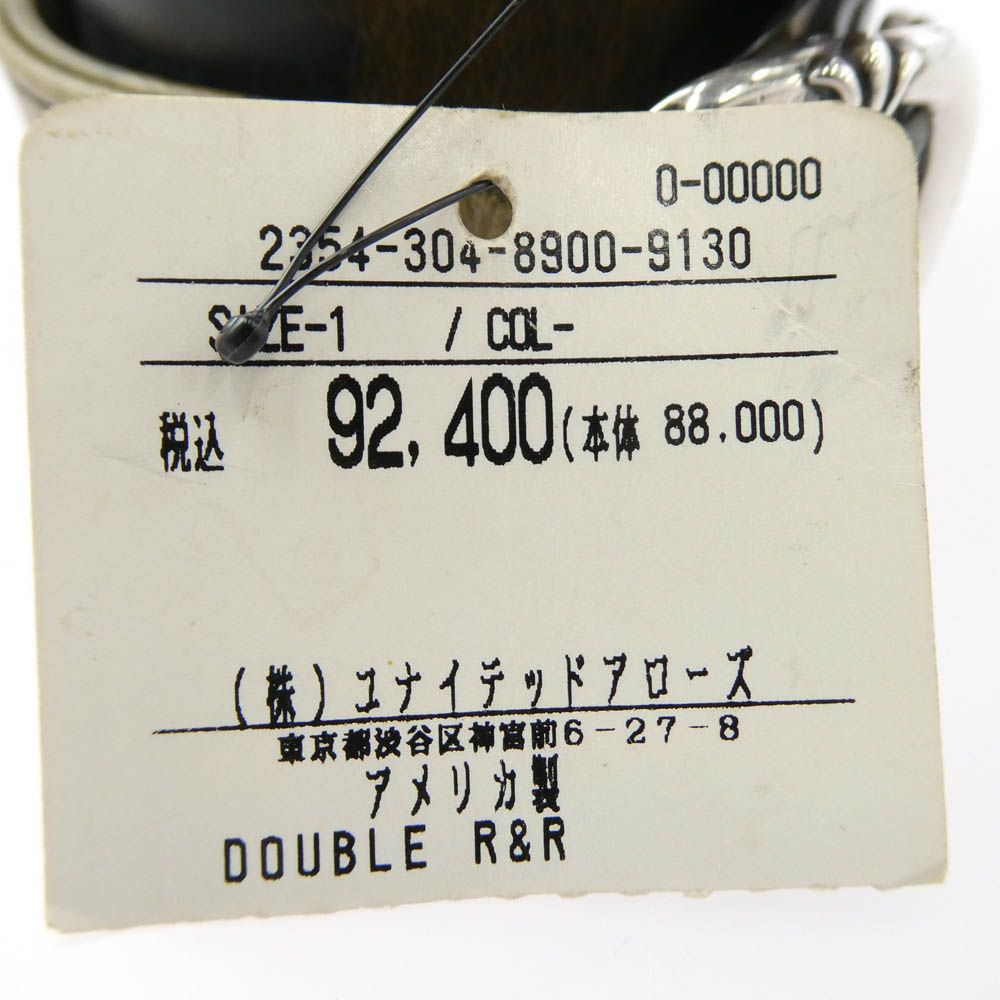 0-00000
2354-304-8900-9130
SIZE-1 / COL-
税込 92,400 (本体 88,000)
(株)ユナイテッドアローズ
東京都渋谷区神宮前6-27-8
アメリカ製
DOUBLE R&R